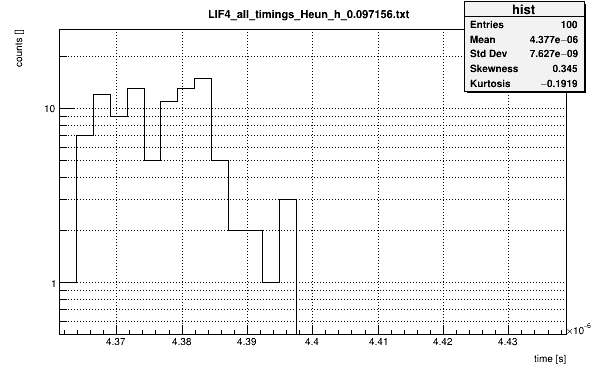 LIF4_all_timings_Heun_h_0.097156.txt
hist
Entries 100
Mean 4.377e−06
Std Dev 7.627e−09
Skewness 0.345
Kurtosis −0.1919
counts []
10
1
4.37 4.38 4.39 4.4 4.41 4.42 4.43
×10⁻⁶
time [s]